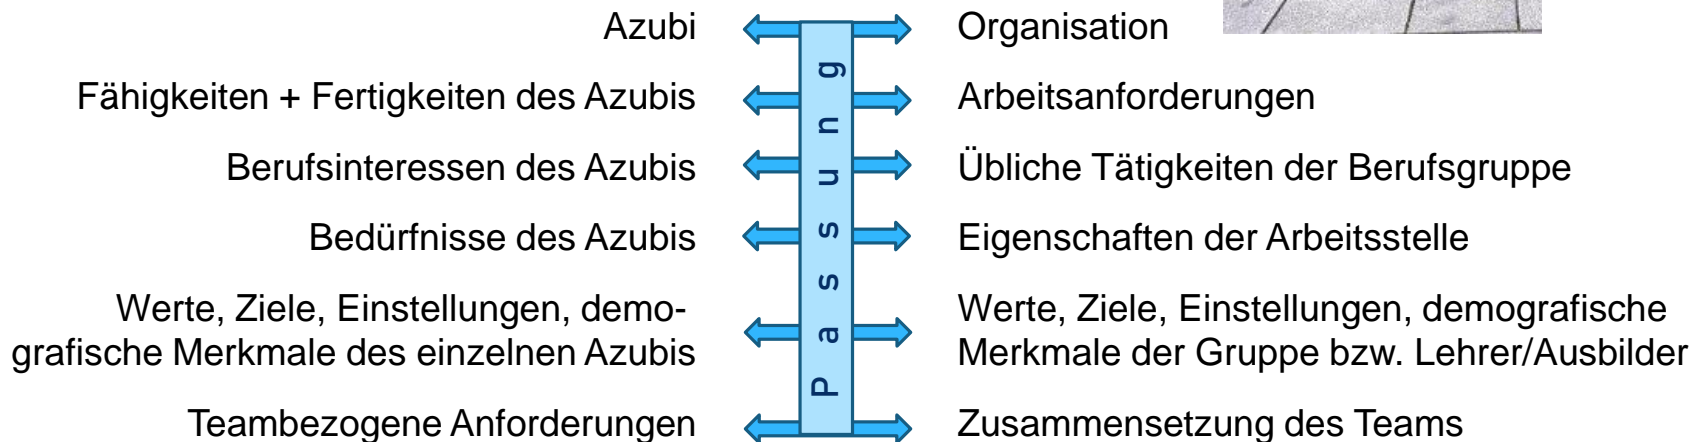 Azubi Organisation
Fähigkeiten + Fertigkeiten des Azubis Arbeitsanforderungen
Berufsinteressen des Azubis Übliche Tätigkeiten der Berufsgruppe
Bedürfnisse des Azubis Eigenschaften der Arbeitsstelle
Werte, Ziele, Einstellungen, demo- Werte, Ziele, Einstellungen, demografische
grafische Merkmale des einzelnen Azubis Merkmale der Gruppe bzw. Lehrer/Ausbilder
Teambezogene Anforderungen Zusammensetzung des Teams
Passung